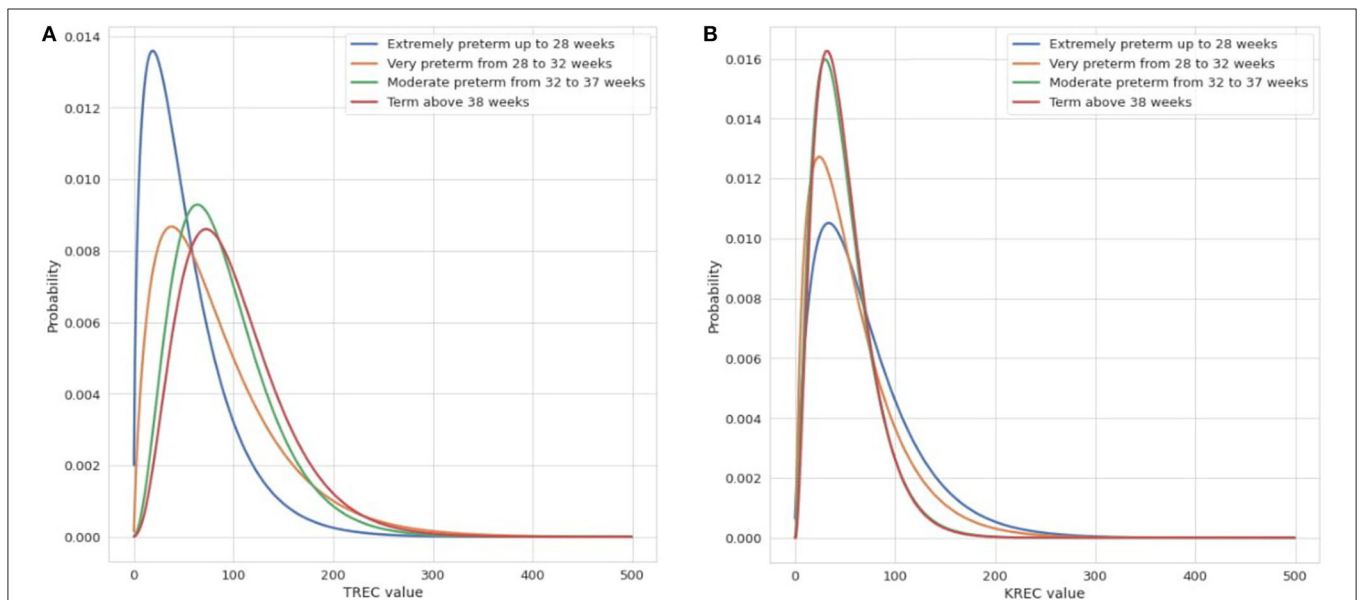 A
0.014
0.012
0.010
0.008
0.006
0.004
0.002
0.000
Probability
0
100
200
300
400
500
TREC value
Extremely preterm up to 28 weeks
Very preterm from 28 to 32 weeks
Moderate preterm from 32 to 37 weeks
Term above 38 weeks
B
0.016
0.014
0.012
0.010
0.008
0.006
0.004
0.002
0.000
Probability
0
100
200
300
400
500
KREC value
Extremely preterm up to 28 weeks
Very preterm from 28 to 32 weeks
Moderate preterm from 32 to 37 weeks
Term above 38 weeks